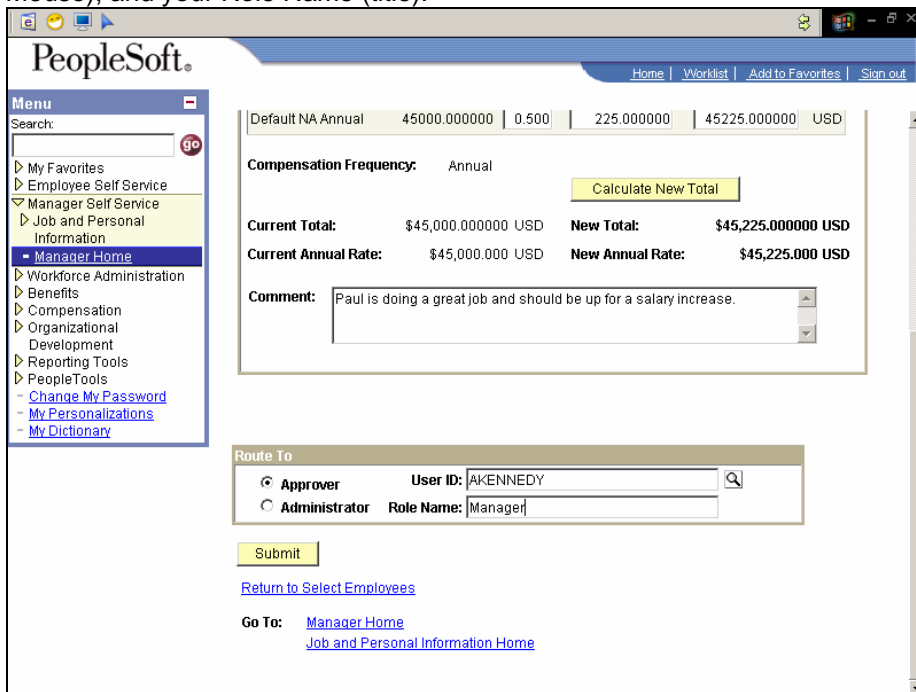 mouse), and your Role Name (title).
PeopleSoft®
Home | Worklist | Add to Favorites | Sign out
Menu
Search:
go
My Favorites
Employee Self Service
Manager Self Service
Job and Personal
Information
- Manager Home
Workforce Administration
Benefits
Compensation
Organizational
Development
Reporting Tools
PeopleTools
- Change My Password
- My Personalizations
- My Dictionary
Default NA Annual 45000.000000 0.500 225.000000 45225.000000 USD
Compensation Frequency: Annual
Calculate New Total
Current Total: $45,000.000000 USD New Total: $45,225.000000 USD
Current Annual Rate: $45,000.000 USD New Annual Rate: $45,225.000 USD
Comment: Paul is doing a great job and should be up for a salary increase.
Route To
Approver User ID: AKENNEDY
Administrator Role Name: Manager
Submit
Return to Select Employees
Go To: Manager Home
Job and Personal Information Home